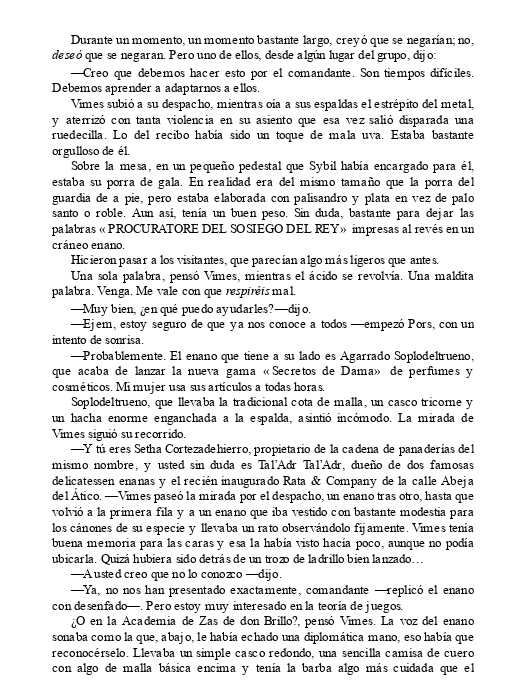 Durante un momento, un momento bastante largo, creyó que se negarían; no,
deseó que se negaran. Pero uno de ellos, desde algún lugar del grupo, dijo:
—Creo que debemos hacer esto por el comandante. Son tiempos difíciles.
Debemos aprender a adaptarnos a ellos.
Vimes subió a su despacho, mientras oía a sus espaldas el estrépito del metal,
y aterrizó con tanta violencia en su asiento que esa vez salió disparada una
ruedecilla. Lo del recibo había sido un toque de mala uva. Estaba bastante
orgulloso de él.
Sobre la mesa, en un pequeño pedestal que Sybil había encargado para él,
estaba su porra de gala. En realidad era del mismo tamaño que la porra del
guardia de a pie, pero estaba elaborada con palisandro y plata en vez de palo
santo o roble. Aun así, tenía un buen peso. Sin duda, bastante para dejar las
palabras «PROCURATORE DEL SOSIEGO DEL REY» impresas al revés en un
cráneo enano.
Hicieron pasar a los visitantes, que parecían algo más ligeros que antes.
Una sola palabra, pensó Vimes, mientras el ácido se revolvía. Una maldita
palabra. Venga. Me vale con que respiréis mal.
—Muy bien, ¿en qué puedo ayudarles? —dijo.
—Ejem, estoy seguro de que ya nos conoce a todos —empezó Pors, con un
intento de sonrisa.
—Probablemente. El enano que tiene a su lado es Agarrado Soplodeltrueno,
que acaba de lanzar la nueva gama «Secretos de Dama» de perfumes y
cosméticos. Mi mujer usa sus artículos a todas horas.
Soplodeltrueno, que llevaba la tradicional cota de malla, un casco tricorne y
un hacha enorme enganchada a la espalda, asintió incómodo. La mirada de
Vimes siguió su recorrido.
—Y tú eres Setha Cortezadehierro, propietario de la cadena de panaderías del
mismo nombre, y usted sin duda es Tal’Adr Tal’Adr, dueño de dos famosas
delicatessen enanas y el recién inaugurado Rata & Company de la calle Abeja
del Ático. —Vimes paseó la mirada por el despacho, un enano tras otro, hasta que
volvió a la primera fila y a un enano que iba vestido con bastante modestia para
los cánones de su especie y llevaba un rato observándolo fijamente. Vimes tenía
buena memoria para las caras y esa la había visto hacía poco, aunque no podía
ubicarla. Quizá hubiera sido detrás de un trozo de ladrillo bien lanzado…
—A usted creo que no lo conozco —dijo.
—Ya, no nos han presentado exactamente, comandante —replicó el enano
con desenfado—. Pero estoy muy interesado en la teoría de juegos.
¿O en la Academia de Zas de don Brillo?, pensó Vimes. La voz del enano
sonaba como la que, abajo, le había echado una diplomática mano, eso había que
reconocérselo. Llevaba un simple casco redondo, una sencilla camisa de cuero
con algo de malla básica encima y tenía la barba algo más cuidada que el